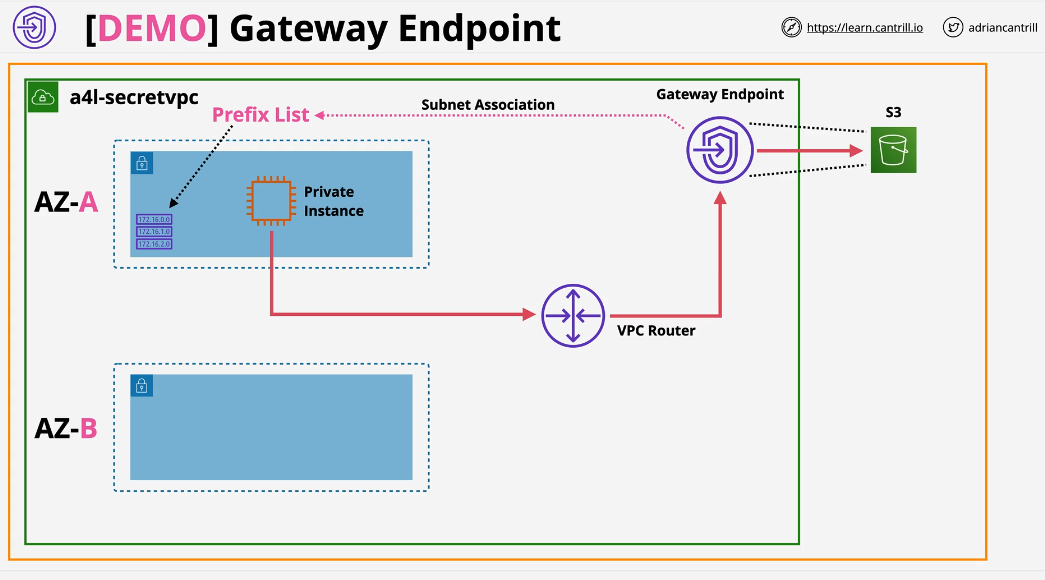 [DEMO] Gateway Endpoint
https://learn.cantrill.io
adriancantrill
a4l-secretvpc
Prefix List
Subnet Association
Gateway Endpoint
S3
AZ-A
Private
Instance
172.16.0.0
172.16.1.0
172.16.2.0
VPC Router
AZ-B